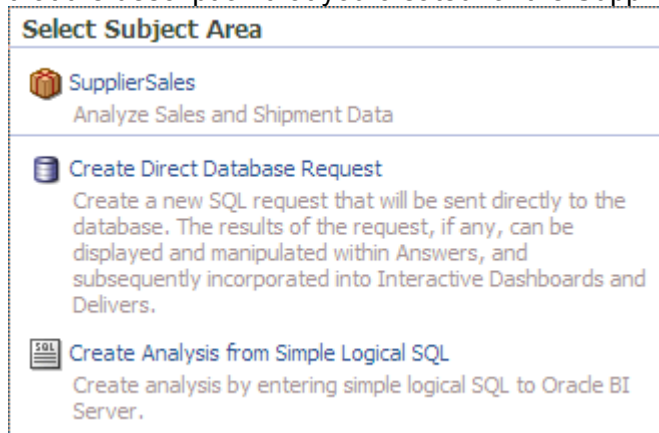 Select Subject Area
SupplierSales
Analyze Sales and Shipment Data
Create Direct Database Request
Create a new SQL request that will be sent directly to the
database. The results of the request, if any, can be
displayed and manipulated within Answers, and
subsequently incorporated into Interactive Dashboards and
Delivers.
SQL
Create Analysis from Simple Logical SQL
Create analysis by entering simple logical SQL to Oracle BI
Server.